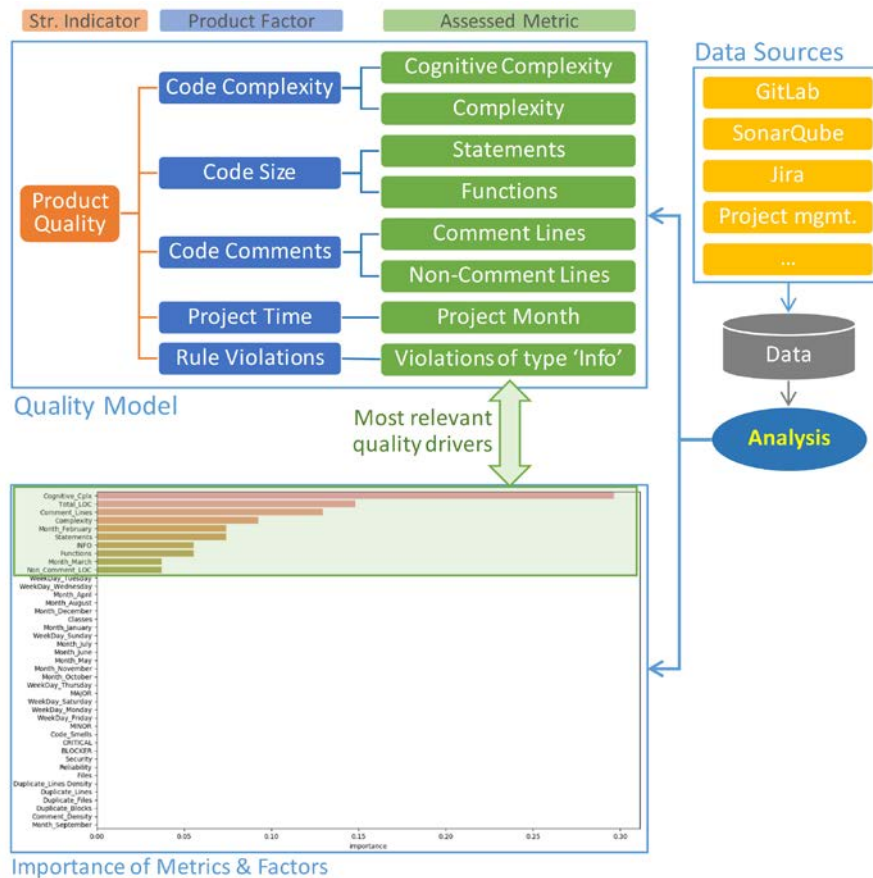 Str. Indicator
Product Factor
Assessed Metric
Product
Quality
Code Complexity
Code Size
Code Comments
Project Time
Rule Violations
Cognitive Complexity
Complexity
Statements
Functions
Comment Lines
Non-Comment Lines
Project Month
Violations of type ‘Info’
Quality Model
Data Sources
GitLab
SonarQube
Jira
Project mgmt.
...
Data
Analysis
Most relevant
quality drivers
Cognitive_Cplx
Total_LOC
Comment_Lines
Complexity
Month_February
Statements
INFO
Functions
Month_March
Non_Comment_LOC
WeekDay_Tuesday
WeekDay_Wednesday
Month_April
Month_August
Month_December
Classes
Month_January
WeekDay_Sunday
Month_July
Month_June
Month_May
Month_November
Month_October
WeekDay_Thursday
MAJOR
WeekDay_Saturday
WeekDay_Monday
WeekDay_Friday
MINOR
Code_Smells
CRITICAL
BLOCKER
Security
Reliability
Files
Duplicate_Lines Density
Duplicate_Lines
Duplicate_Files
Duplicate_Blocks
Comment_Density
Month_September
0.00 0.05 0.10 0.15 0.20 0.25 0.30
importance
Importance of Metrics & Factors